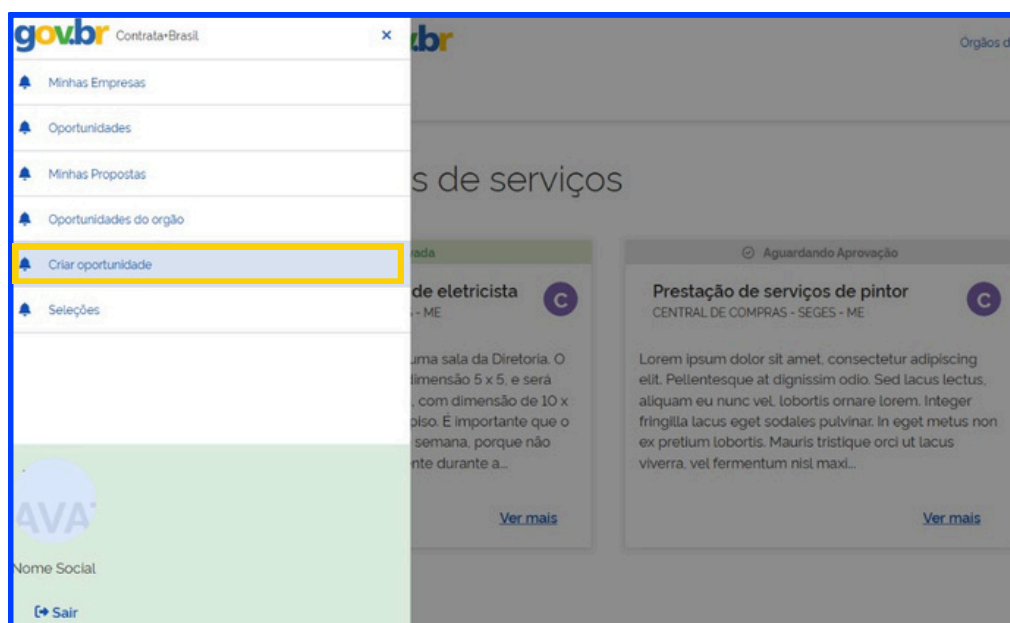 gov.br Contrata+Brasil ×
Minhas Empresas
Oportunidades
Minhas Propostas
Oportunidades do orgão
Criar oportunidade
Seleções
AVA
Nome Social
Sair
.br
Órgãos d
s de serviços
vada
de eletricista C
- ME
uma sala da Diretoria. O
dimensão 5 x 5, e será
, com dimensão de 10 x
piso. É importante que o
semana, porque não
nte durante a...
Ver mais
Aguardando Aprovação
Prestação de serviços de pintor C
CENTRAL DE COMPRAS - SEGES - ME
Lorem ipsum dolor sit amet, consectetur adipiscing
elit. Pellentesque at dignissim odio. Sed lacus lectus,
aliquam eu nunc vel, lobortis ornare lorem. Integer
fringilla lacus eget sodales pulvinar. In eget metus non
ex pretium lobortis. Mauris tristique orci ut lacus
viverra, vel fermentum nisl maxi...
Ver mais